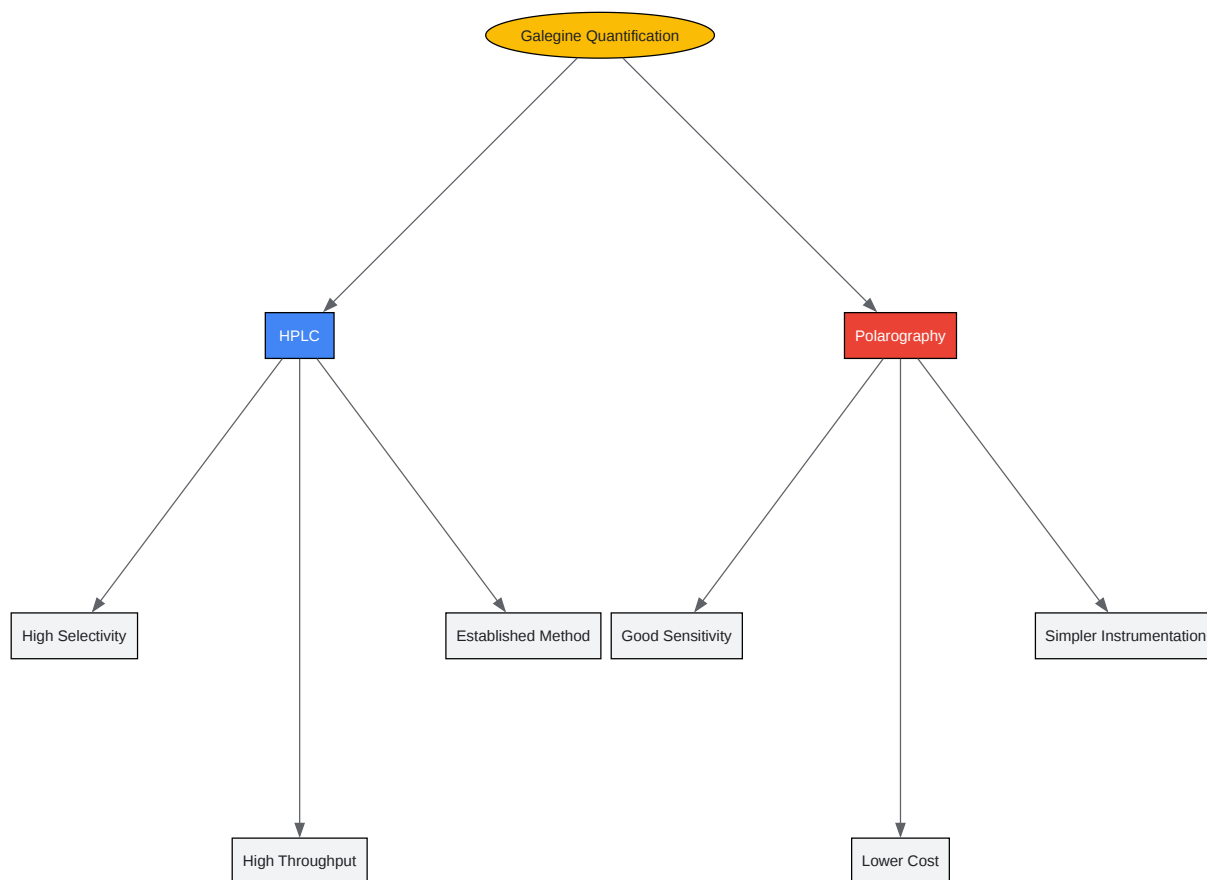 Galegine Quantification
HPLC
Polarography
High Selectivity
Established Method
Good Sensitivity
Simpler Instrumentation
High Throughput
Lower Cost